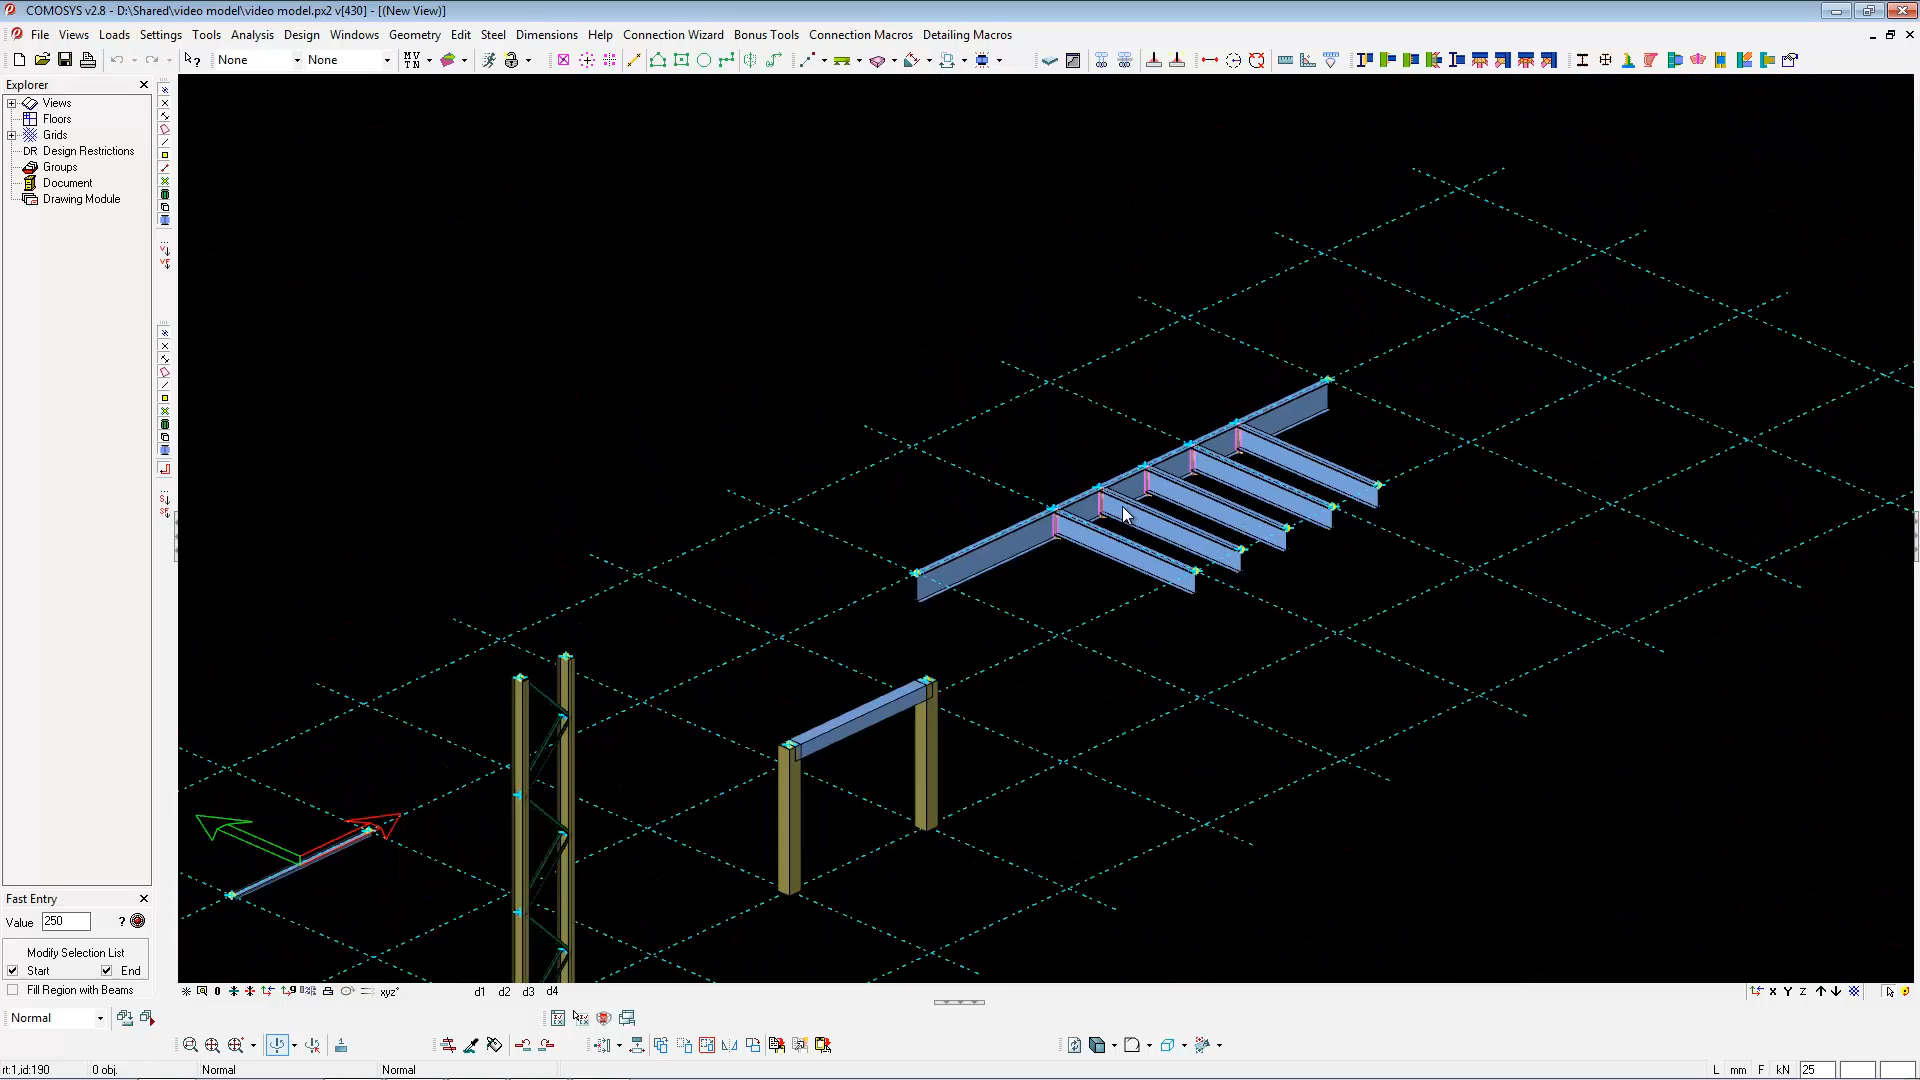 COMOSYS v2.8 - D:\Shared\video model\video model.px2 v[430] - [(New View)]
File Views Loads Settings Tools Analysis Design Windows Geometry Edit Steel Dimensions Help Connection Wizard Bonus Tools Connection Macros Detailing Macros
None None
Explorer
Views
Floors
Grids
DR Design Restrictions
Groups
Document
Drawing Module
Fast Entry
Value 250 ?
Modify Selection List
Start End
Fill Region with Beams
0 xyz° d1 d2 d3 d4 X Y Z
Normal
rt:1,id:190 0 obj. Normal Normal L mm F kN 25